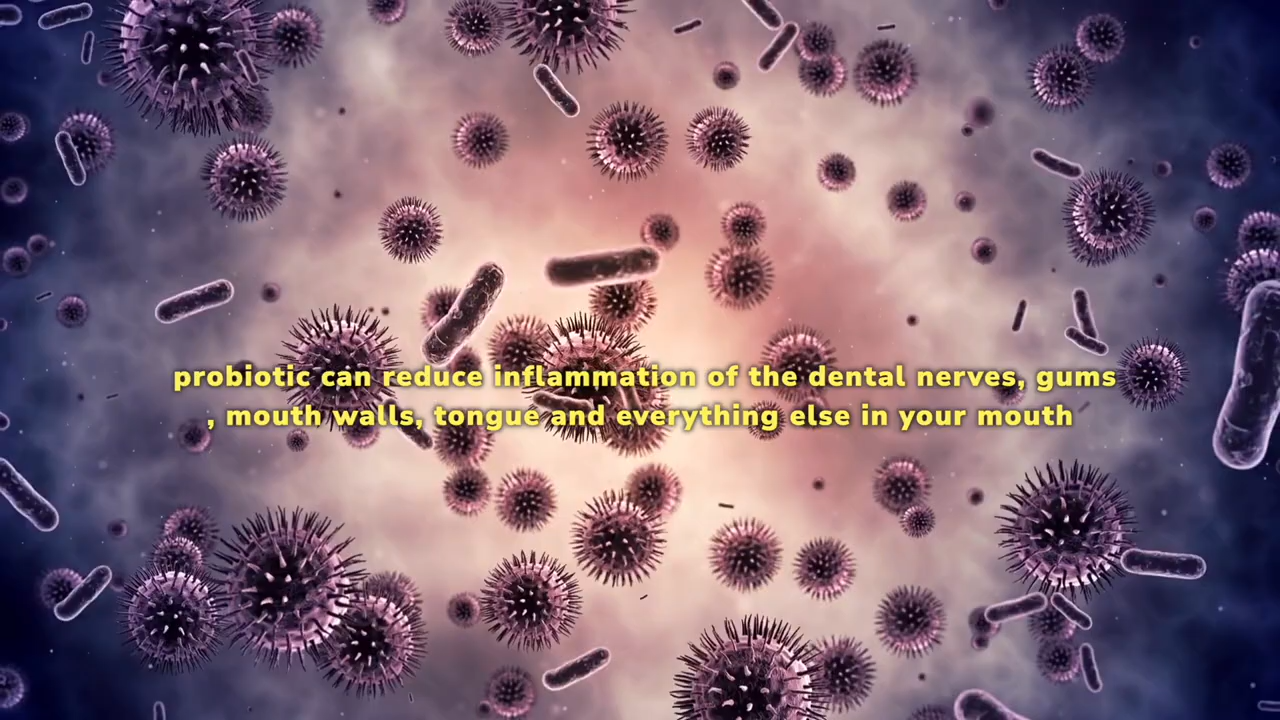 probiotic can reduce inflammation of the dental nerves, gums
, mouth walls, tongue and everything else in your mouth